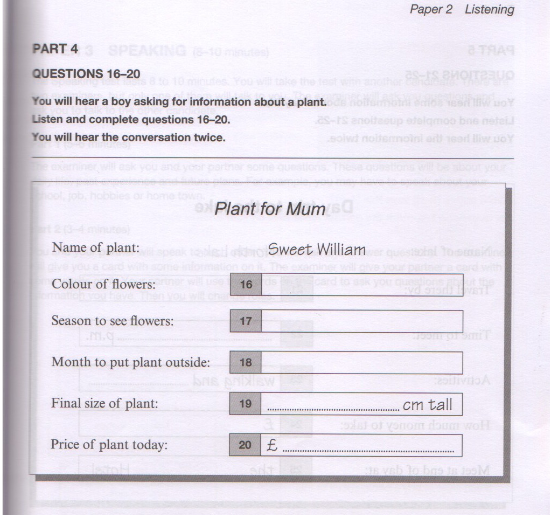 Paper 2 Listening
PART 4
QUESTIONS 16–20
You will hear a boy asking for information about a plant.
Listen and complete questions 16–20.
You will hear the conversation twice.
Plant for Mum
Name of plant: Sweet William
Colour of flowers: 16
Season to see flowers: 17
Month to put plant outside: 18
Final size of plant: 19 ........ cm tall
Price of plant today: 20 £ ........